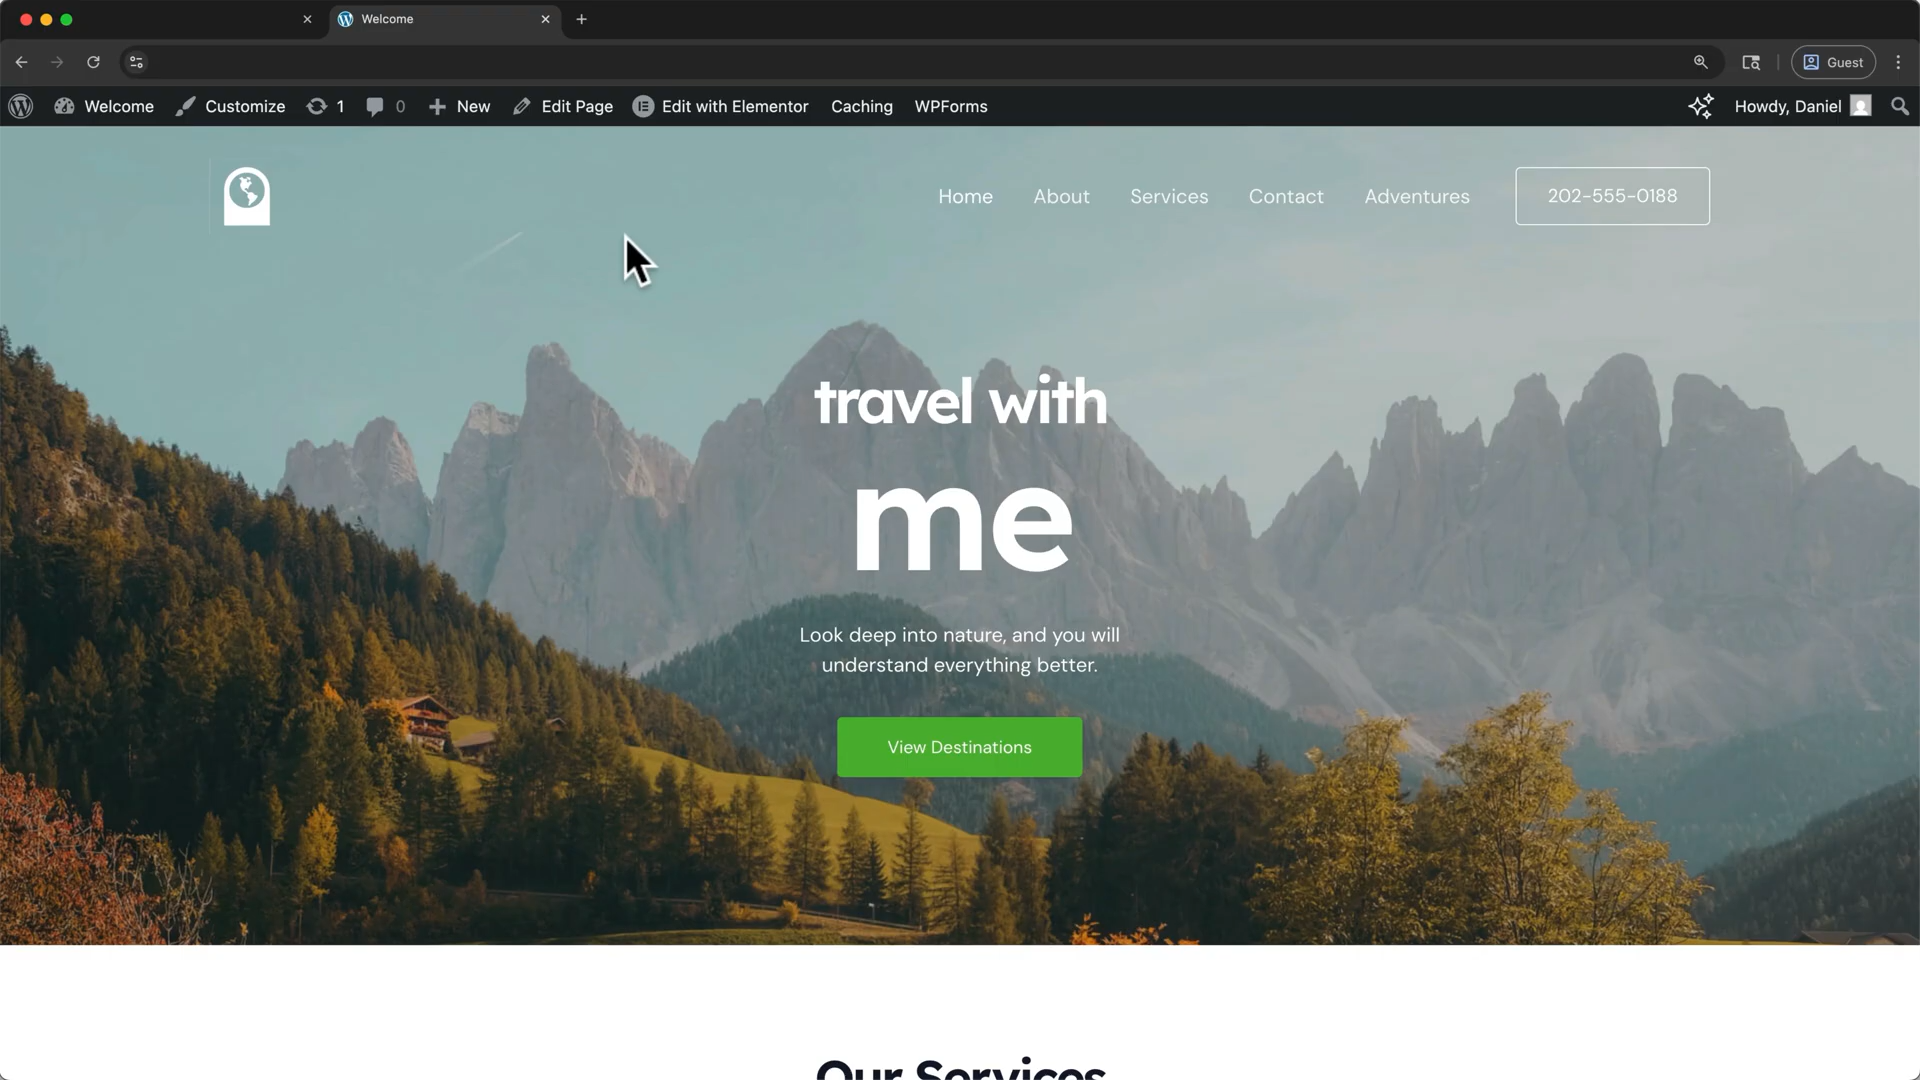 Welcome
Guest
Welcome Customize 1 0 New Edit Page Edit with Elementor Caching WPForms Howdy, Daniel
Home About Services Contact Adventures 202-555-0188
travel with
me
Look deep into nature, and you will
understand everything better.
View Destinations
Our Services